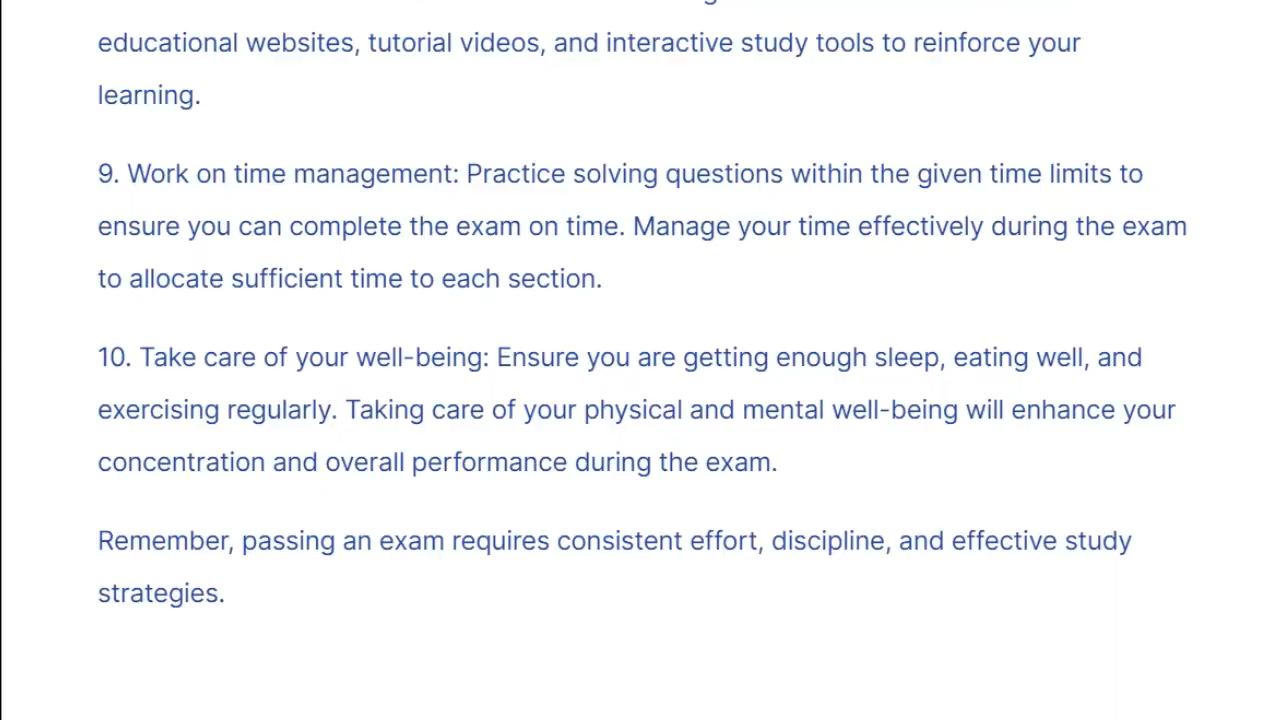 educational websites, tutorial videos, and interactive study tools to reinforce your
learning.
9. Work on time management: Practice solving questions within the given time limits to
ensure you can complete the exam on time. Manage your time effectively during the exam
to allocate sufficient time to each section.
10. Take care of your well-being: Ensure you are getting enough sleep, eating well, and
exercising regularly. Taking care of your physical and mental well-being will enhance your
concentration and overall performance during the exam.
Remember, passing an exam requires consistent effort, discipline, and effective study
strategies.